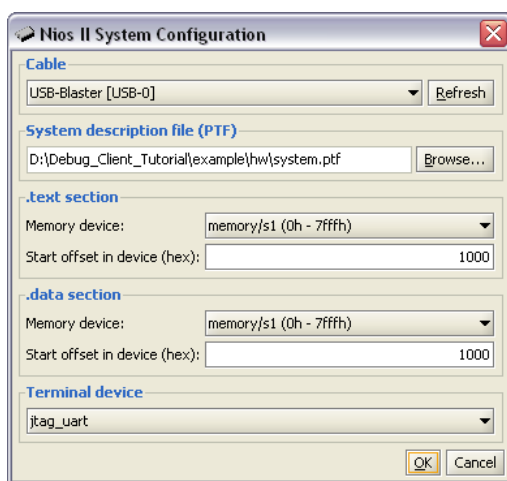 Nios II System Configuration
Cable
USB-Blaster [USB-0] Refresh
System description file (PTF)
D:\Debug_Client_Tutorial\example\hw\system.ptf Browse...
.text section
Memory device: memory/s1 (0h - 7fffh)
Start offset in device (hex): 1000
.data section
Memory device: memory/s1 (0h - 7fffh)
Start offset in device (hex): 1000
Terminal device
jtag_uart
OK Cancel